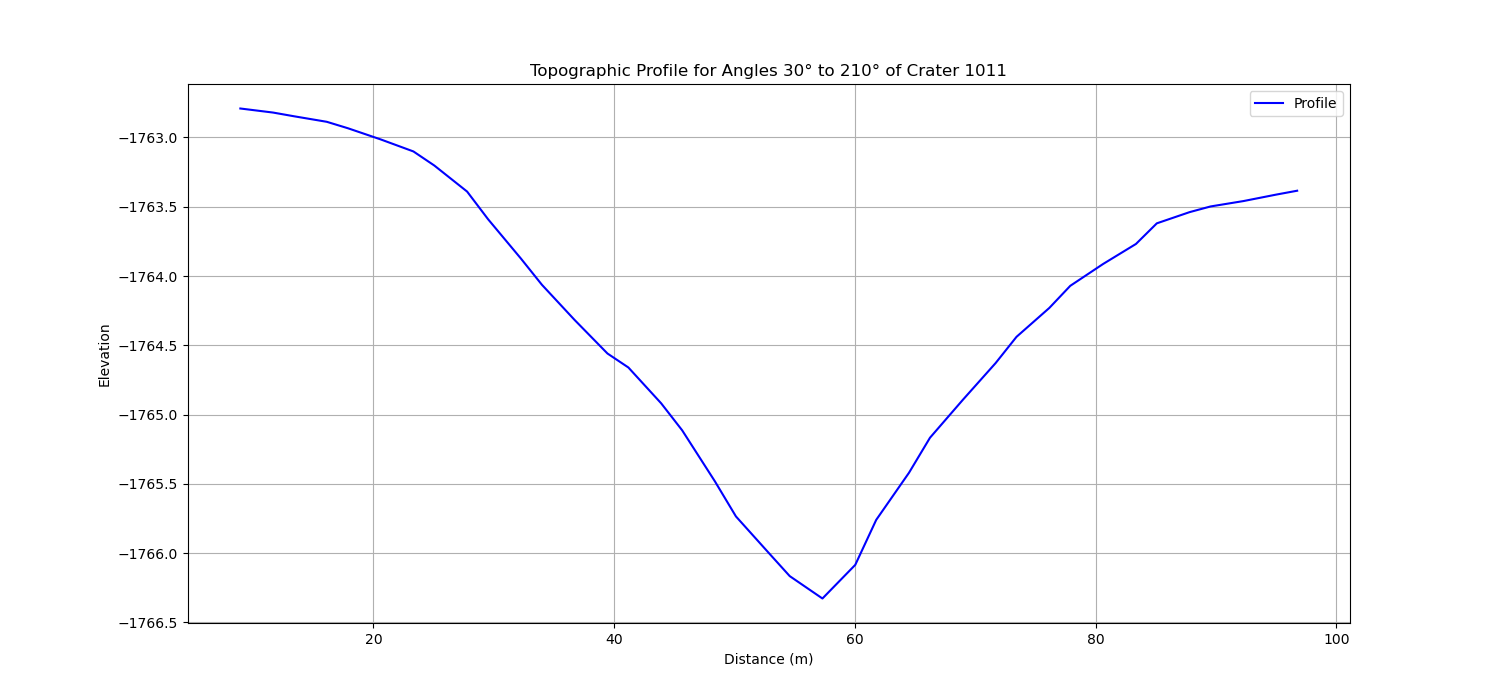 Topographic Profile for Angles 30° to 210° of Crater 1011
Profile
−1763.0
−1763.5
−1764.0
−1764.5
−1765.0
−1765.5
−1766.0
−1766.5
Elevation
20 40 60 80 100
Distance (m)